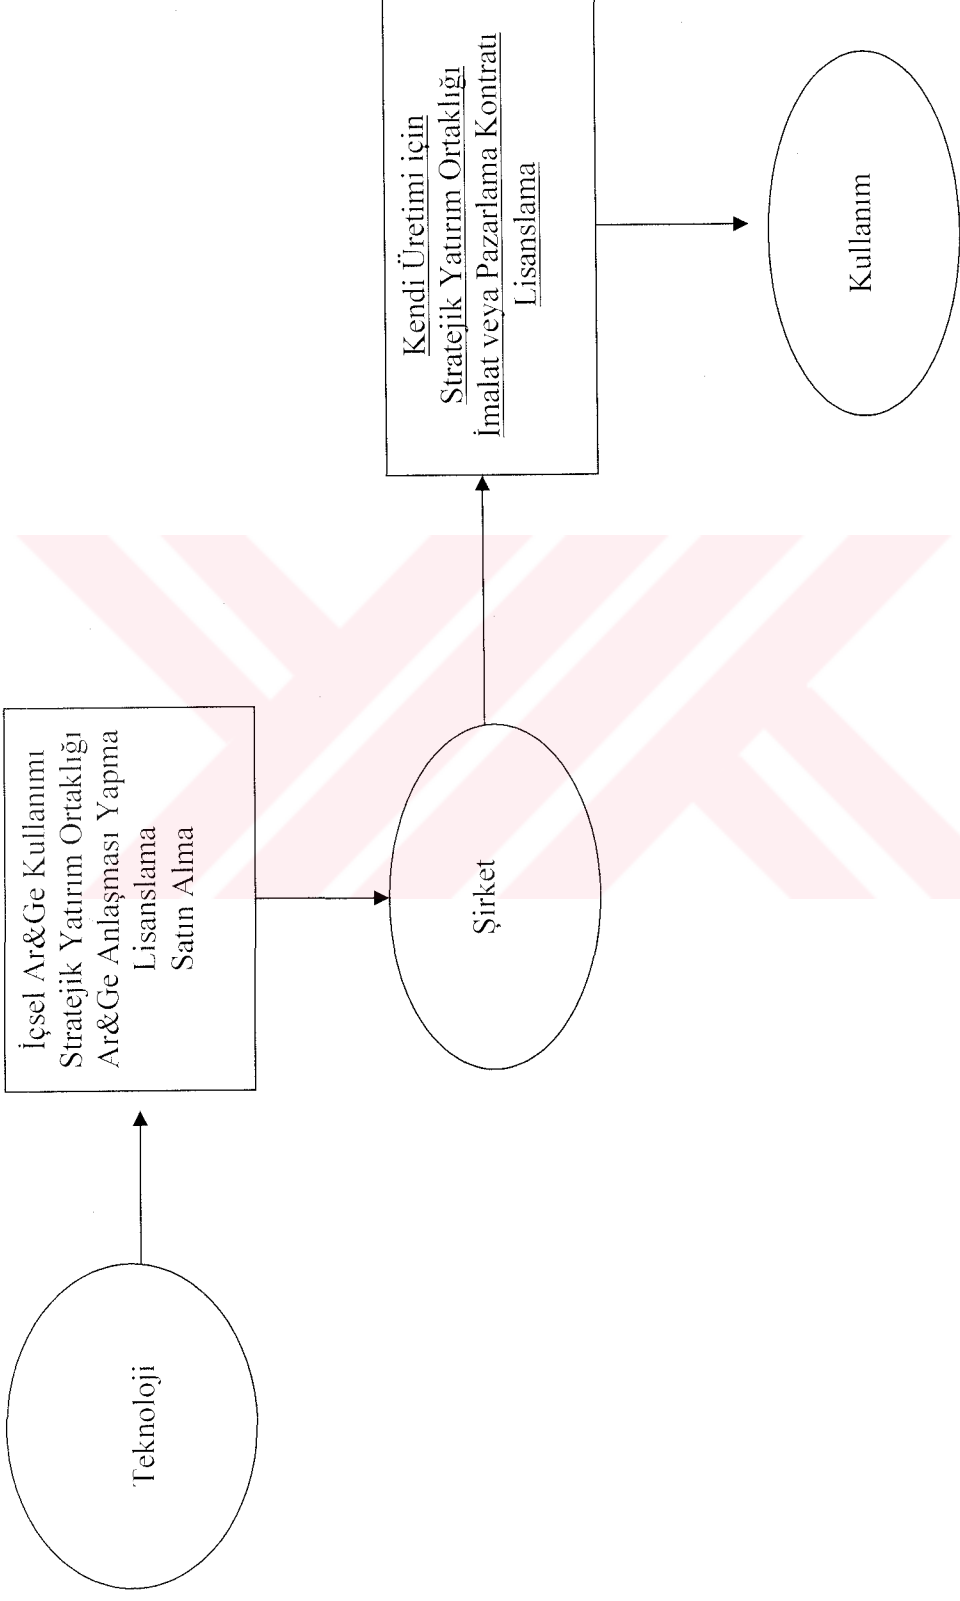 Teknoloji
İçsel Ar&Ge Kullanımı
Stratejik Yatırım Ortaklığı
Ar&Ge Anlaşması Yapma
Lisanslama
Satın Alma
Şirket
Kendi Üretimi için
Stratejik Yatırım Ortaklığı
İmalat veya Pazarlama Kontratı
Lisanslama
Kullanım